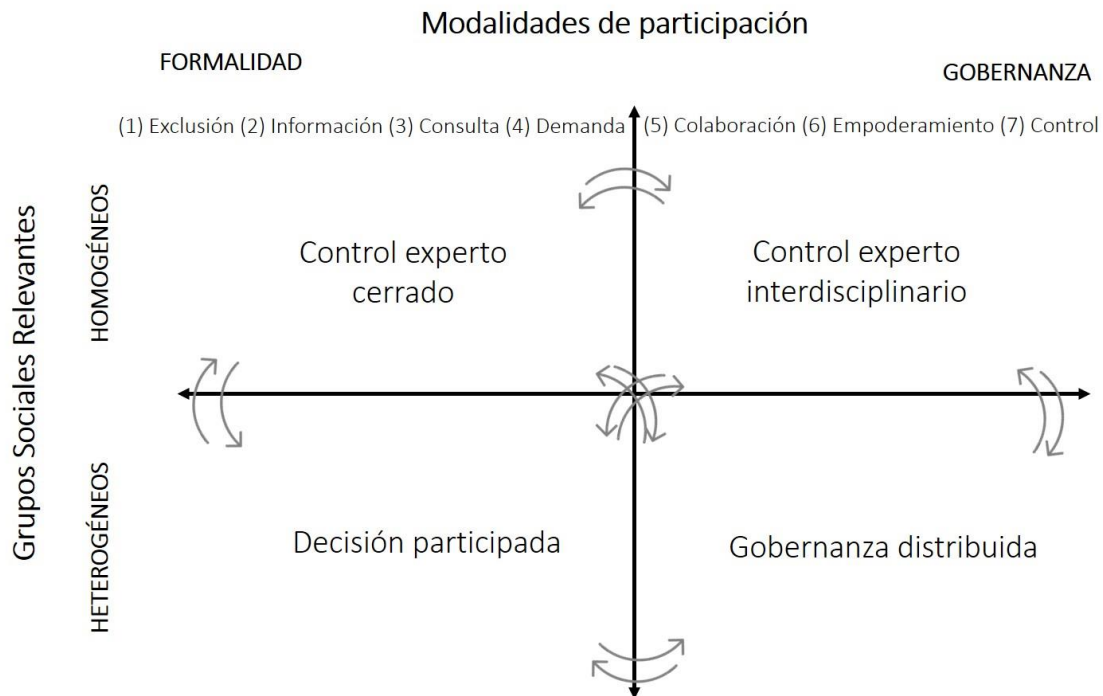 Modalidades de participación
FORMALIDAD
GOBERNANZA
(1) Exclusión (2) Información (3) Consulta (4) Demanda
(5) Colaboración (6) Empoderamiento (7) Control
Grupos Sociales Relevantes
HOMOGÉNEOS
Control experto
cerrado
Control experto
interdisciplinario
HETEROGÉNEOS
Decisión participada
Gobernanza distribuida